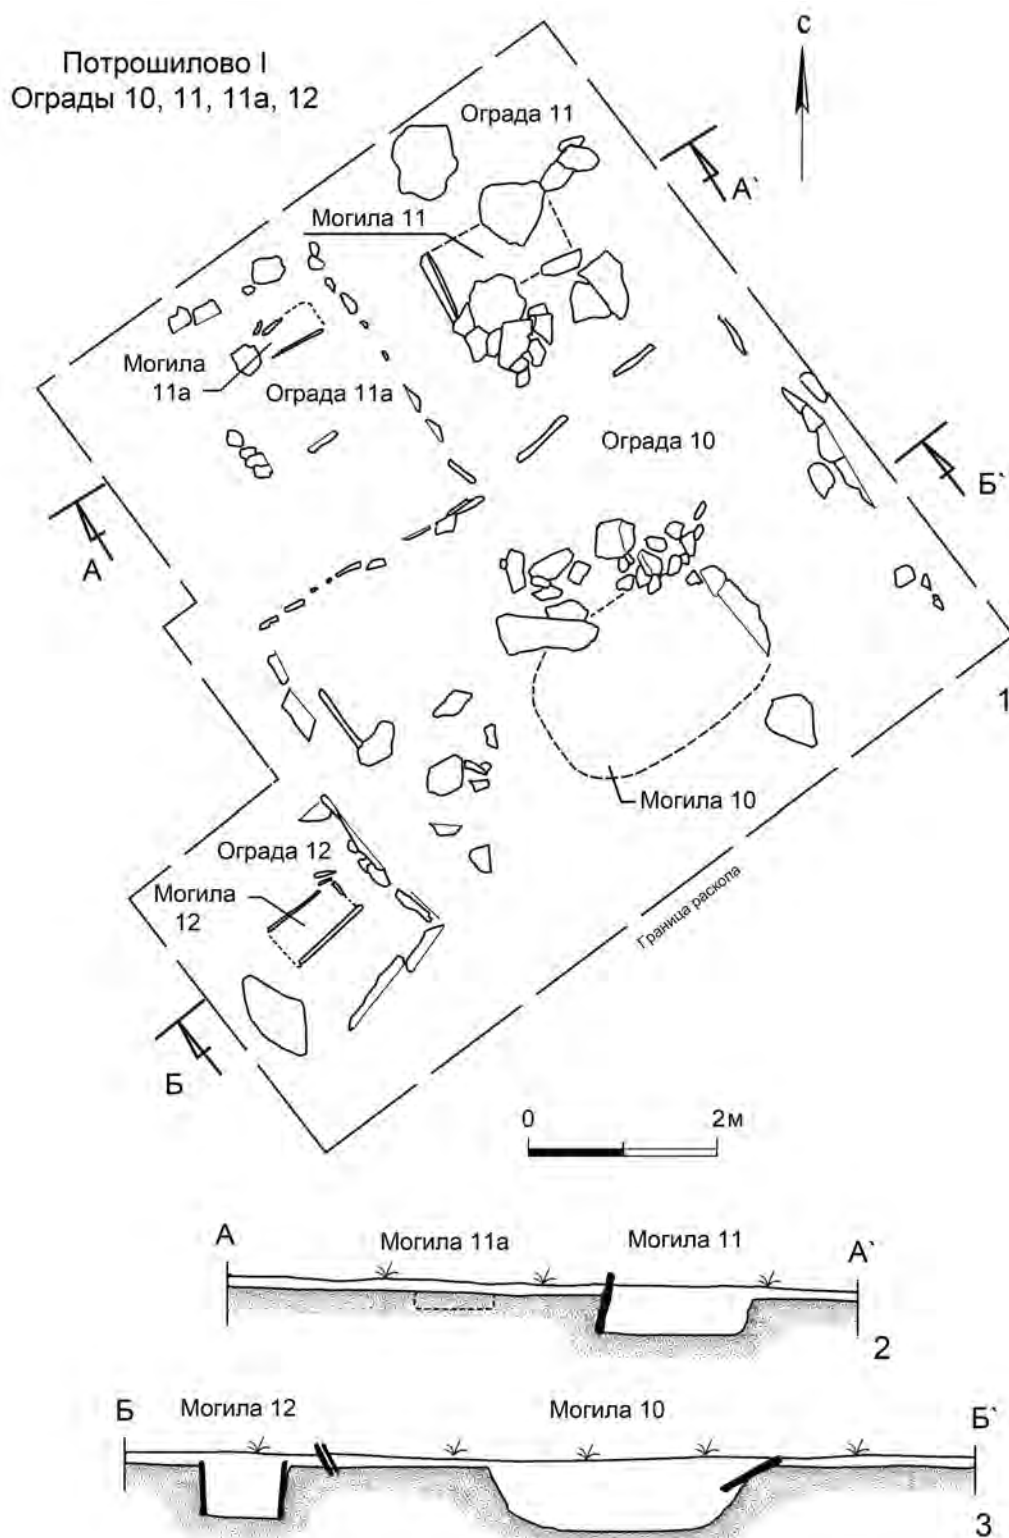 Потрошилово I
Ограды 10, 11, 11а, 12
С
Ограда 11
А`
Могила 11
Могила
11а
Ограда 11а
Ограда 10
Б`
А
1
Могила 10
Ограда 12
Могила
12
Граница раскопа
Б
0 2 м
А
Могила 11а
Могила 11
А`
2
Б
Могила 12
Могила 10
Б`
3